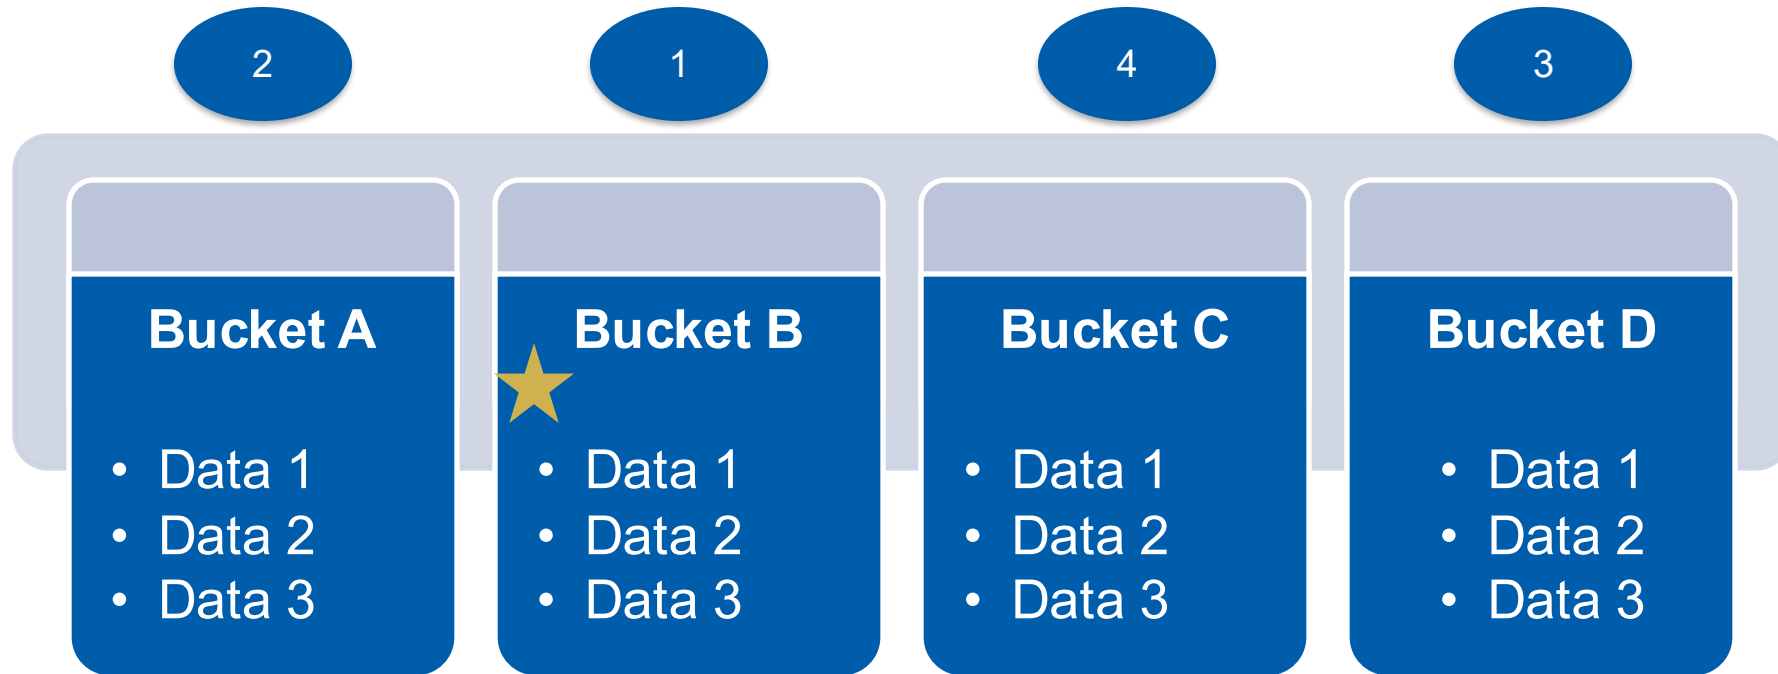 2
1
4
3
Bucket A
• Data 1
• Data 2
• Data 3
Bucket B
• Data 1
• Data 2
• Data 3
Bucket C
• Data 1
• Data 2
• Data 3
Bucket D
• Data 1
• Data 2
• Data 3